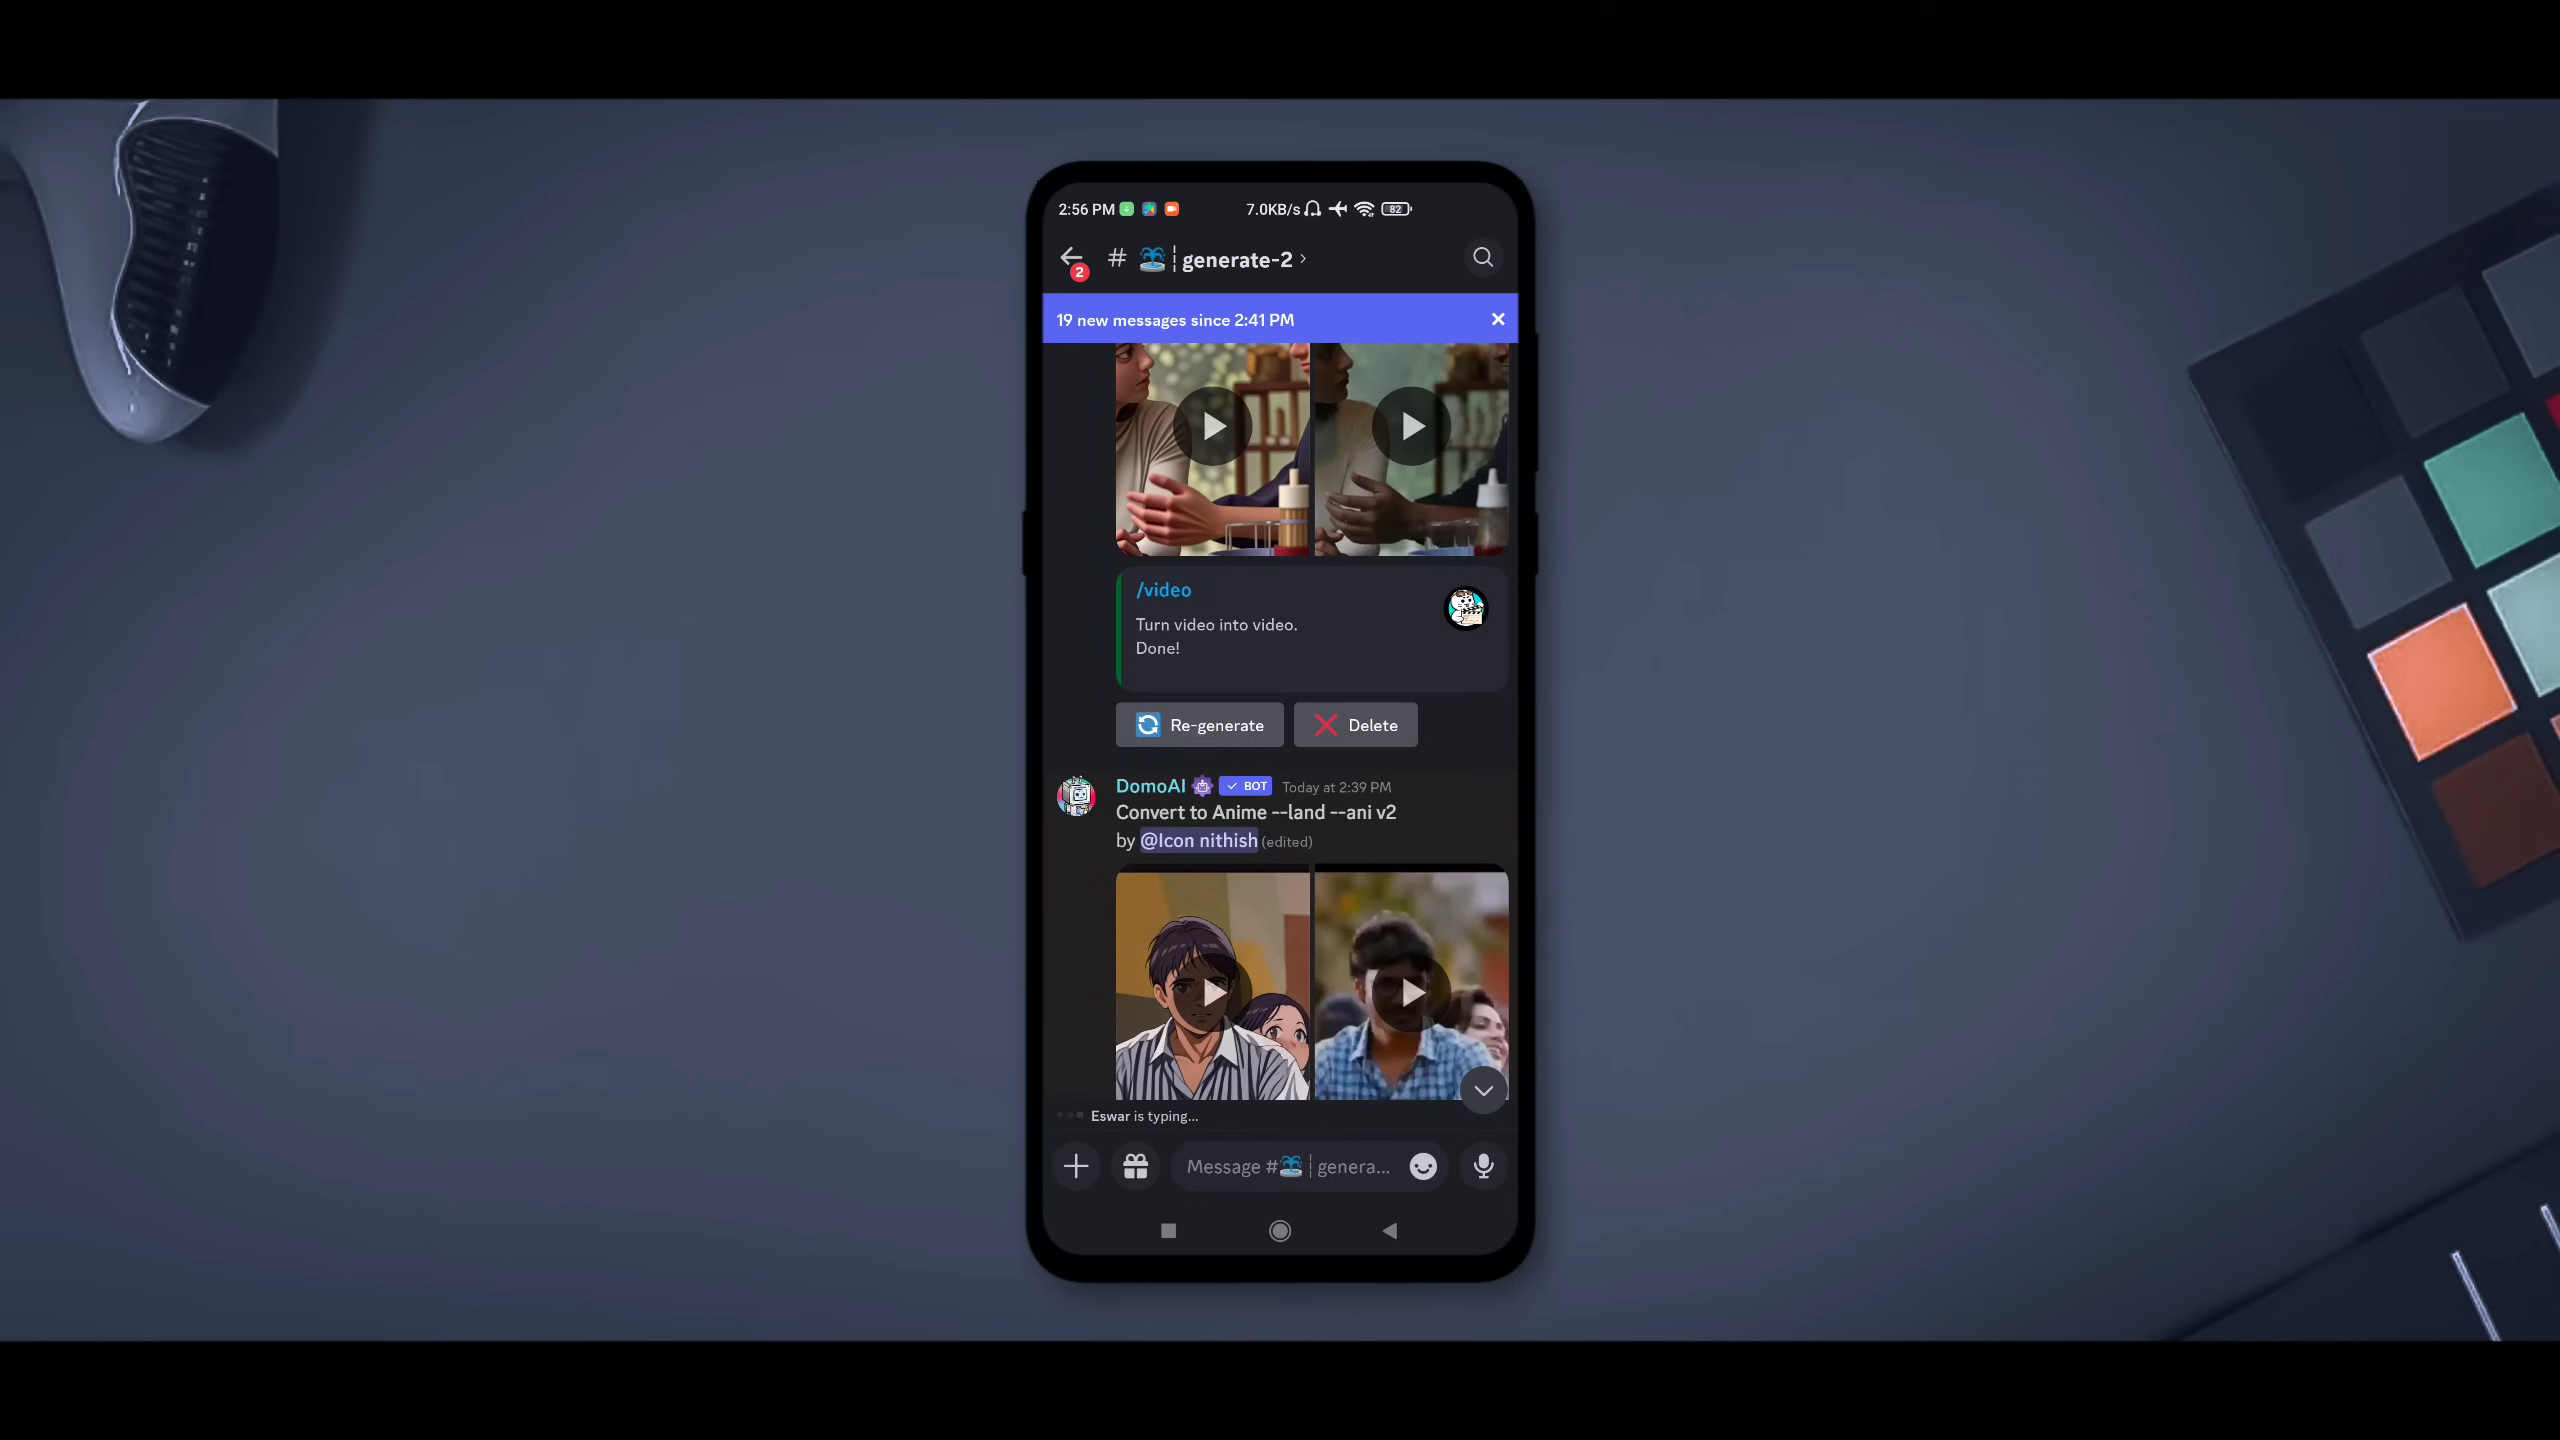 2:56 PM 7.0KB/s 82
2
# generate-2
19 new messages since 2:41 PM
/video
Turn video into video.
Done!
Re-generate Delete
DomoAI BOT Today at 2:39 PM
Convert to Anime --land --ani v2
by @Icon nithish (edited)
Eswar is typing...
Message # genera...